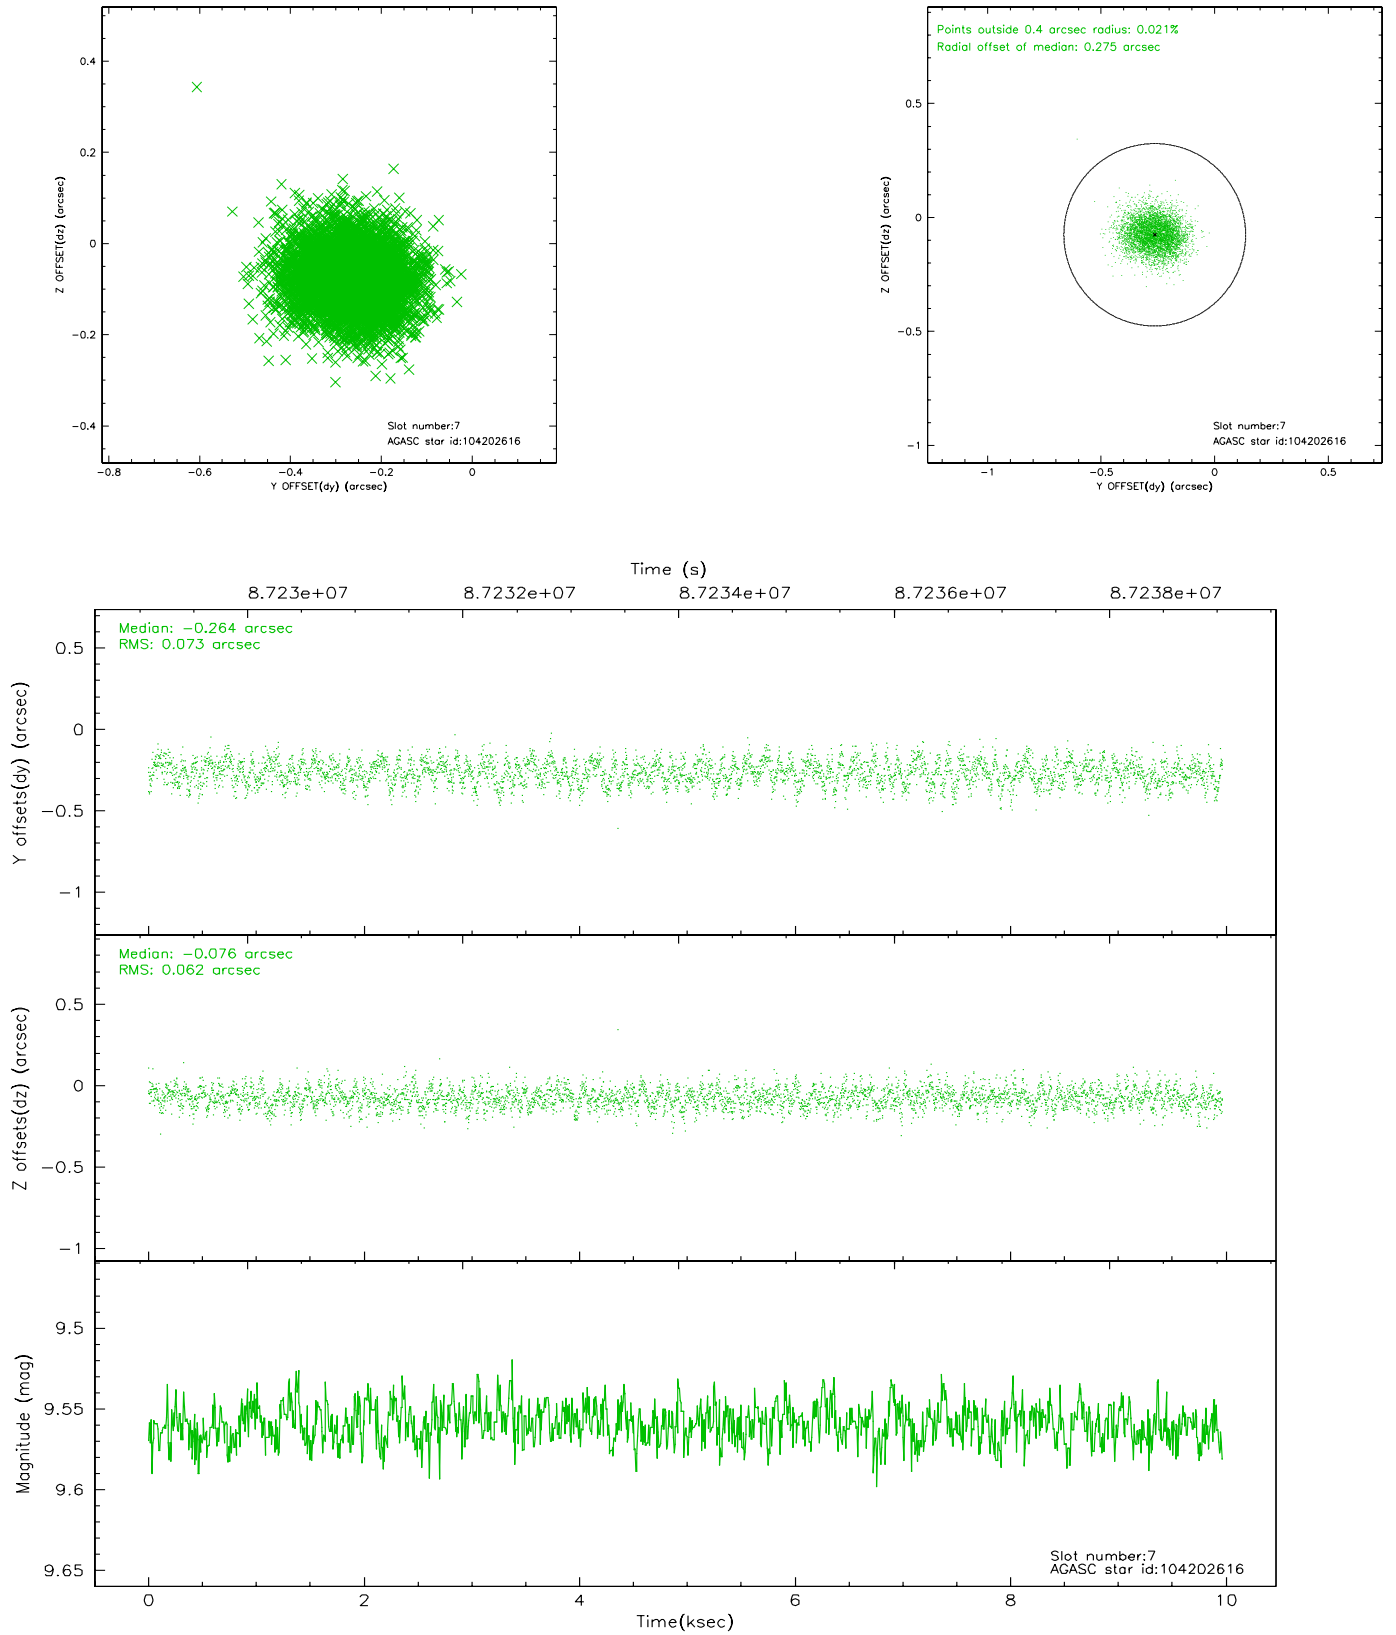 0.4
0.2
0
−0.2
−0.4
Z OFFSET(dz) (arcsec)
Slot number:7
AGASC star id:104202616
−0.8
−0.6
−0.4
−0.2
0
Y OFFSET(dy) (arcsec)
Points outside 0.4 arcsec radius: 0.021%
Radial offset of median: 0.275 arcsec
0.5
0
−0.5
−1
Z OFFSET(dz) (arcsec)
Slot number:7
AGASC star id:104202616
−1
−0.5
0
0.5
Y OFFSET(dy) (arcsec)
Time (s)
8.723e+07
8.7232e+07
8.7234e+07
8.7236e+07
8.7238e+07
Median: −0.264 arcsec
RMS: 0.073 arcsec
0.5
0
−0.5
−1
Y offsets(dy) (arcsec)
Median: −0.076 arcsec
RMS: 0.062 arcsec
0.5
0
−0.5
−1
Z offsets(dz) (arcsec)
9.5
9.55
9.6
9.65
Magnitude (mag)
Slot number:7
AGASC star id:104202616
0
2
4
6
8
10
Time(ksec)